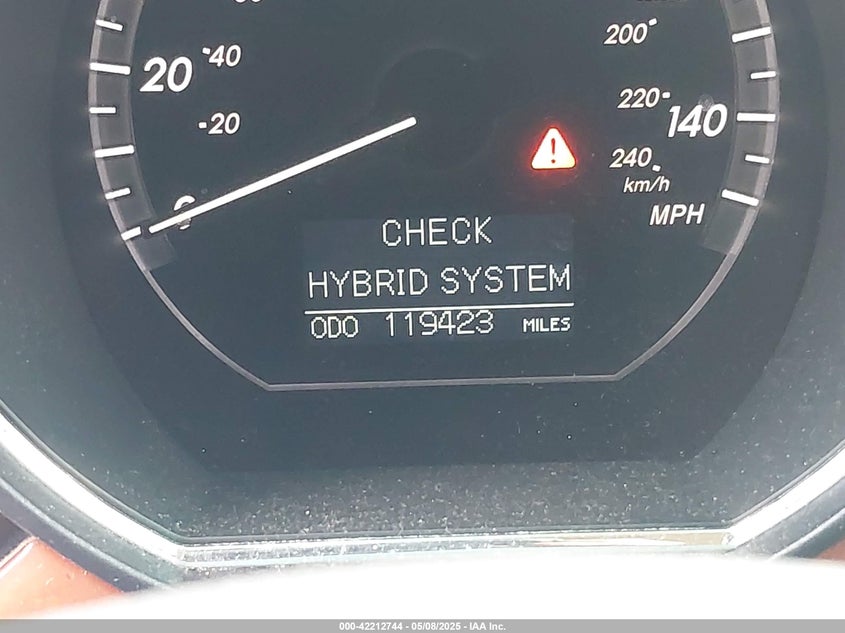 200
20 40
220
140
20
240
km/h
0
MPH
CHECK
HYBRID SYSTEM
ODO 119423 MILES
000-42212744 - 05/08/2025 - IAA Inc.